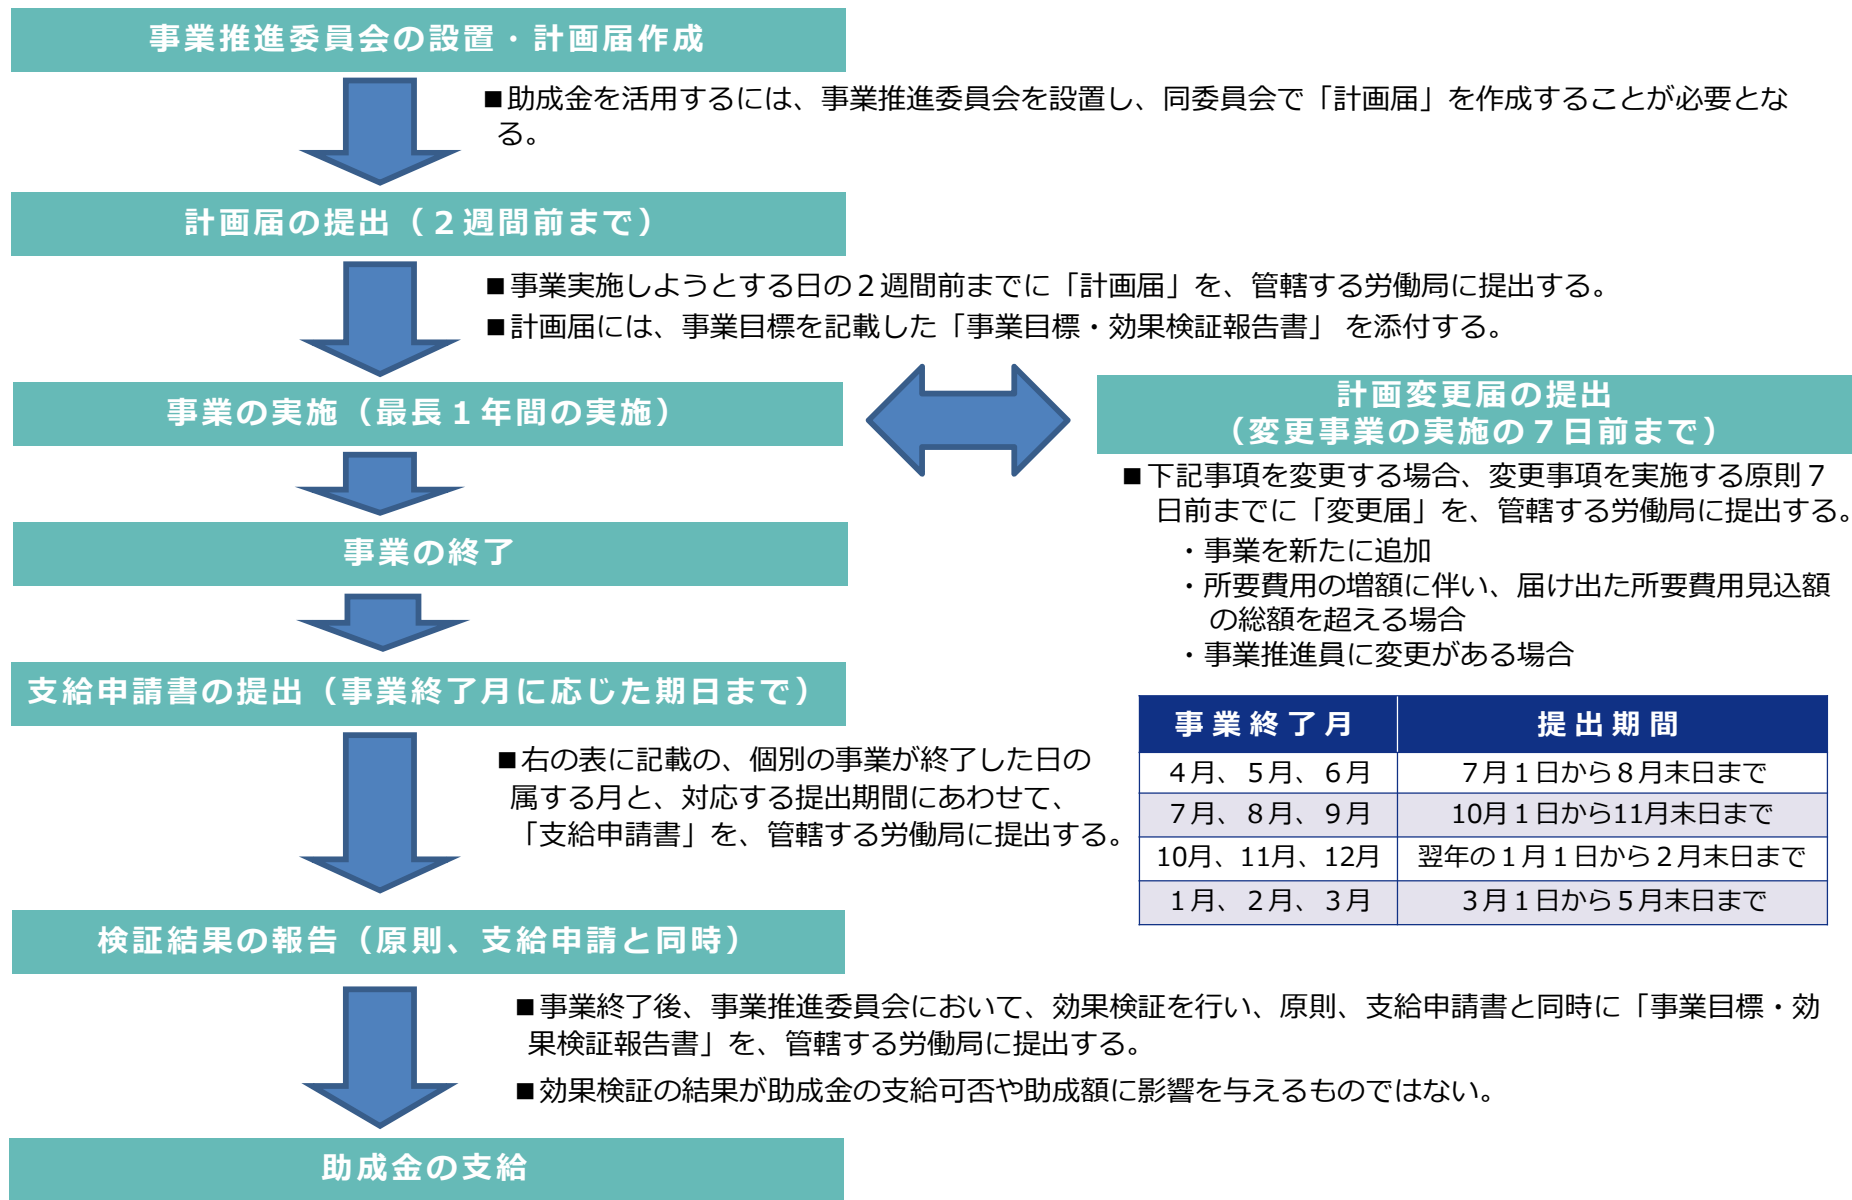 事業推進委員会の設置・計画届作成
■助成金を活用するには、事業推進委員会を設置し、同委員会で「計画届」を作成することが必要とな
る。
計画届の提出（２週間前まで）
■事業実施しようとする日の２週間前までに「計画届」を、管轄する労働局に提出する。
■計画届には、事業目標を記載した「事業目標・効果検証報告書」 を添付する。
事業の実施（最長１年間の実施）
計画変更届の提出
（変更事業の実施の７日前まで）
■下記事項を変更する場合、変更事項を実施する原則７
日前までに「変更届」を、管轄する労働局に提出する。
・事業を新たに追加
・所要費用の増額に伴い、届け出た所要費用見込額
の総額を超える場合
・事業推進員に変更がある場合
事業の終了
支給申請書の提出（事業終了月に応じた期日まで）
■右の表に記載の、個別の事業が終了した日の
属する月と、対応する提出期間にあわせて、
「支給申請書」を、管轄する労働局に提出する。
事業終了月 提出期間
４月、５月、６月 ７月１日から８月末日まで
７月、８月、９月 10月１日から11月末日まで
10月、11月、12月 翌年の１月１日から２月末日まで
１月、２月、３月 ３月１日から５月末日まで
検証結果の報告（原則、支給申請と同時）
■事業終了後、事業推進委員会において、効果検証を行い、原則、支給申請書と同時に「事業目標・効
果検証報告書」を、管轄する労働局に提出する。
■効果検証の結果が助成金の支給可否や助成額に影響を与えるものではない。
助成金の支給